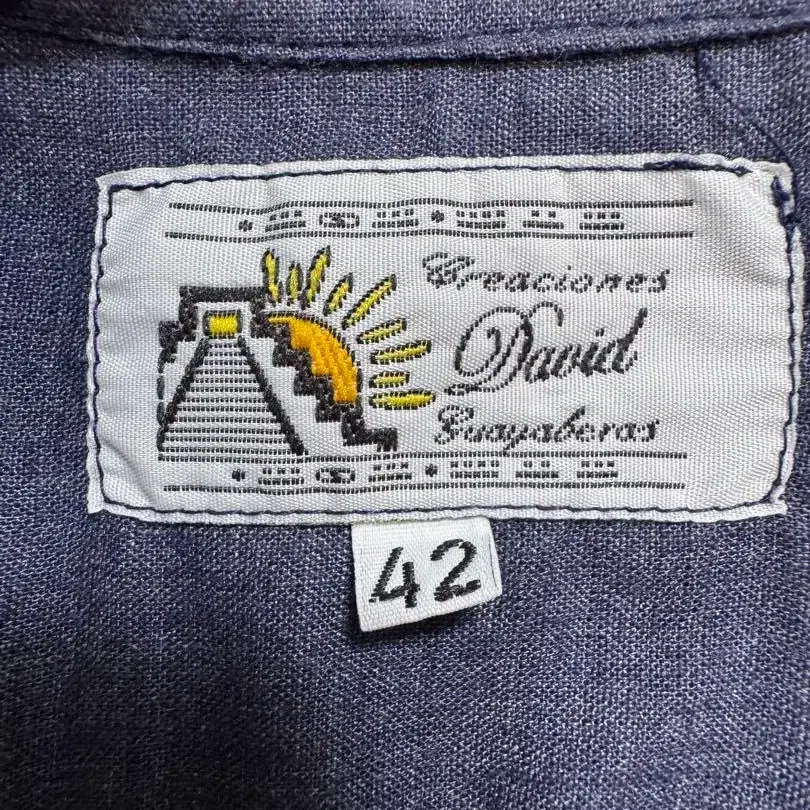 Creaciones
David
Guayaberas
42